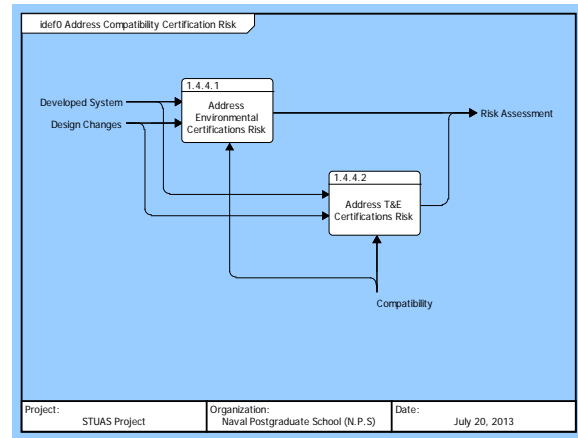 idef0 Address Compatibility Certification Risk
1.4.4.1
Address
Environmental
Certifications Risk
Developed System
Design Changes
Risk Assessment
1.4.4.2
Address T&E
Certifications Risk
Compatibility
Project:
STUAS Project
Organization:
Naval Postgraduate School (N.P.S)
Date:
July 20, 2013